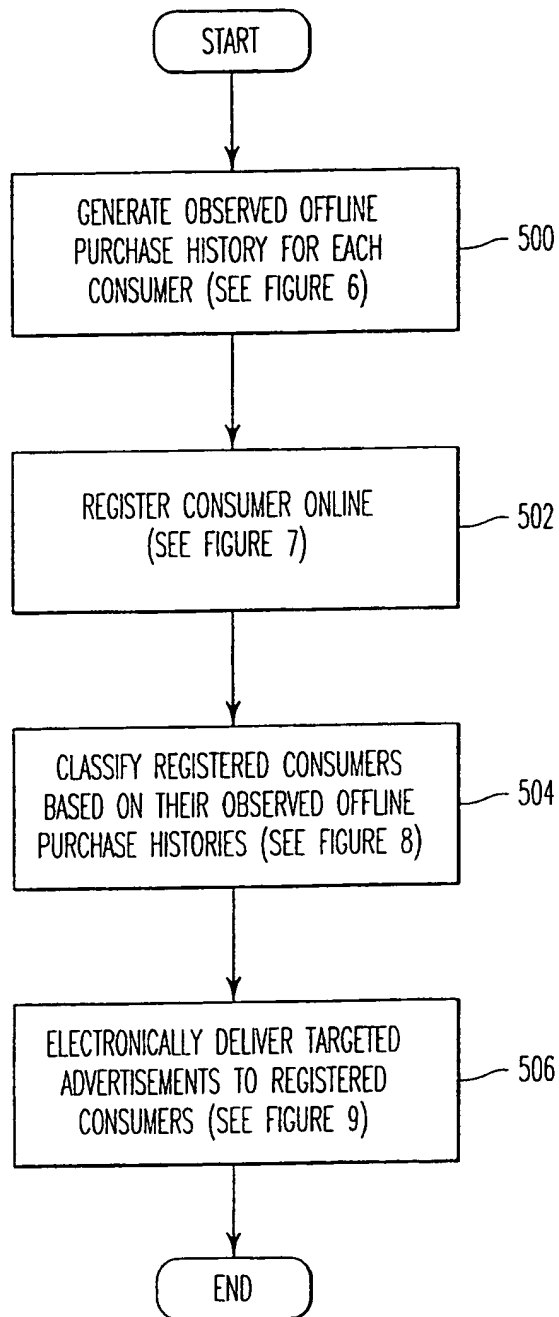 START
GENERATE OBSERVED OFFLINE
PURCHASE HISTORY FOR EACH
CONSUMER (SEE FIGURE 6)
500
REGISTER CONSUMER ONLINE
(SEE FIGURE 7)
502
CLASSIFY REGISTERED CONSUMERS
BASED ON THEIR OBSERVED OFFLINE
PURCHASE HISTORIES (SEE FIGURE 8)
504
ELECTRONICALLY DELIVER TARGETED
ADVERTISEMENTS TO REGISTERED
CONSUMERS (SEE FIGURE 9)
506
END